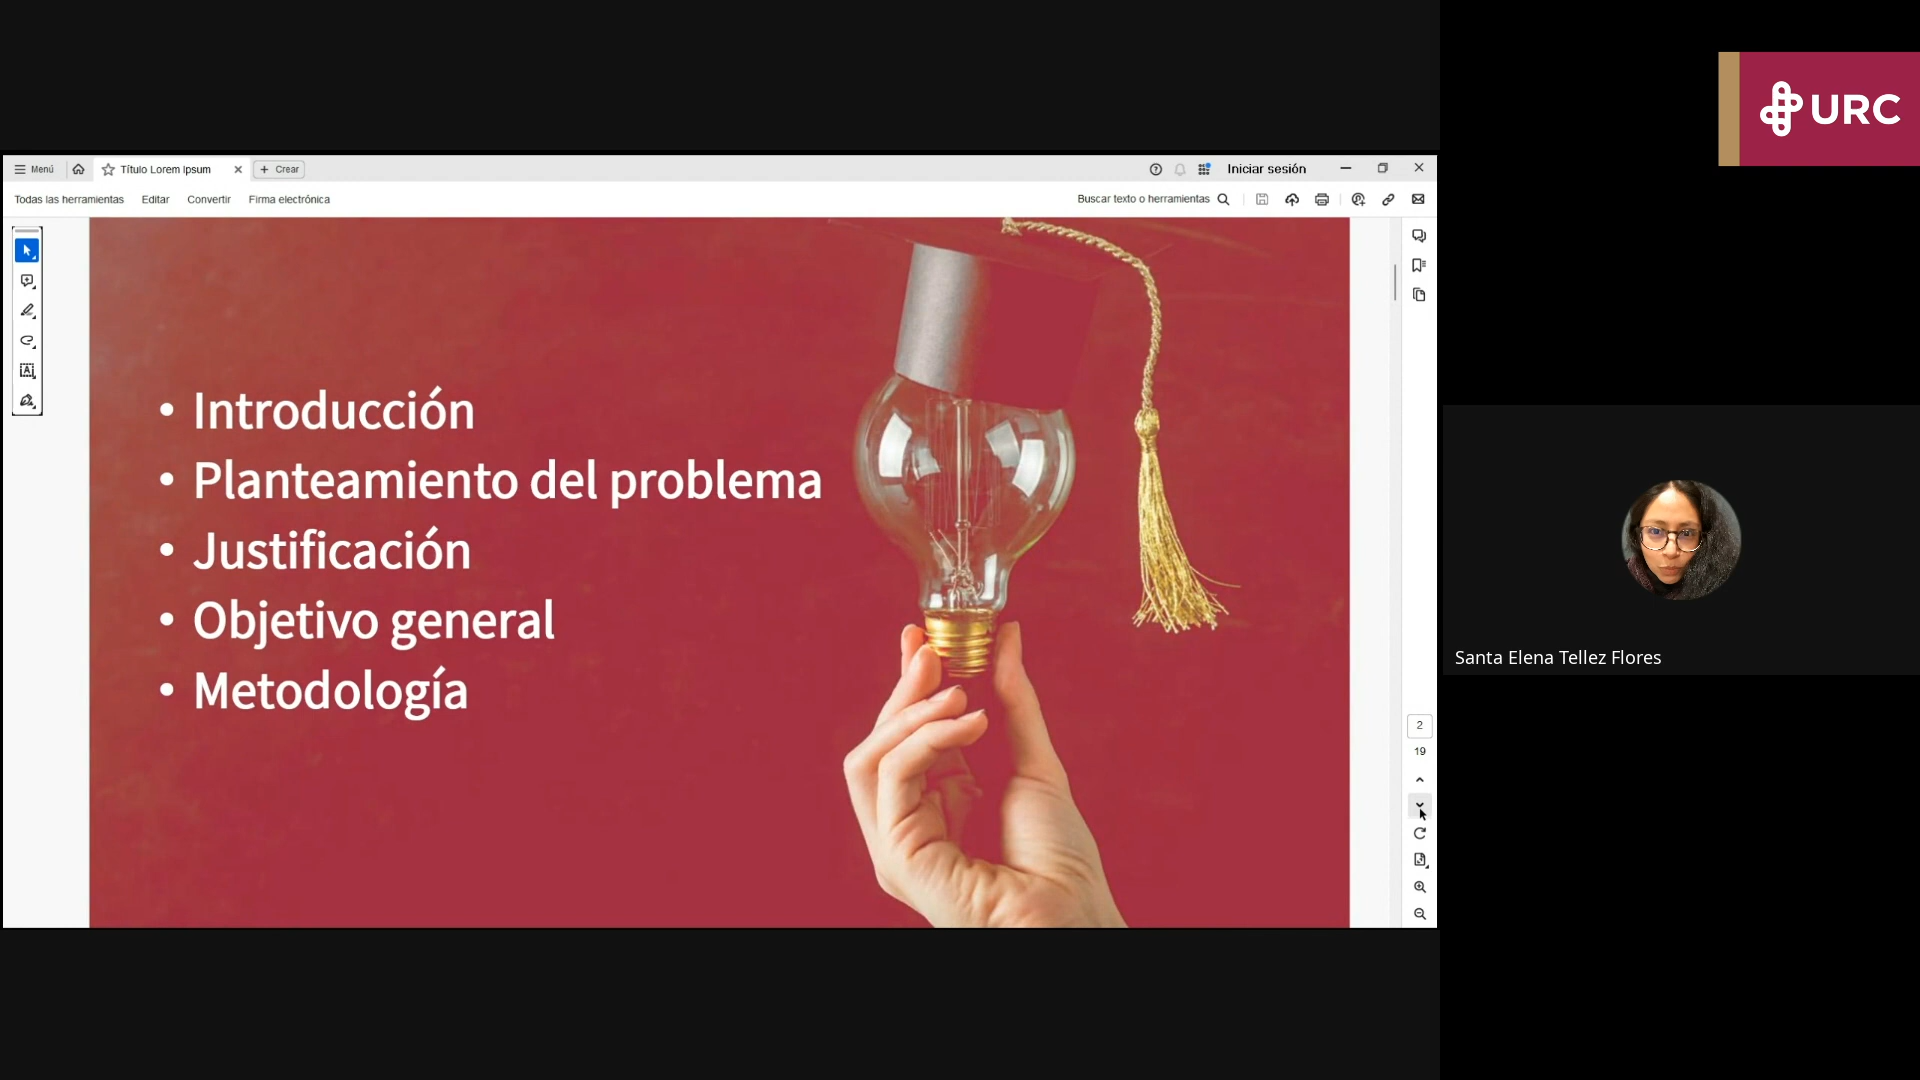 URC
Menú
Título Lorem Ipsum
Crear
Iniciar sesión
Todas las herramientas
Editar
Convertir
Firma electrónica
Buscar texto o herramientas
• Introducción
• Planteamiento del problema
• Justificación
• Objetivo general
• Metodología
2
19
Santa Elena Tellez Flores